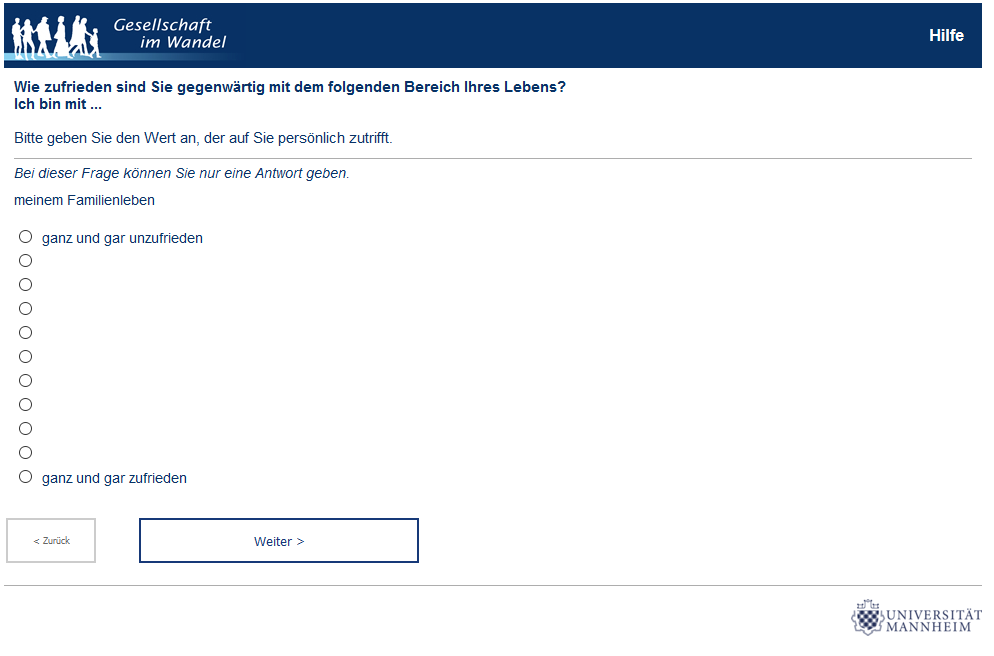 Gesellschaft
im Wandel
Hilfe
Wie zufrieden sind Sie gegenwärtig mit dem folgenden Bereich Ihres Lebens?
Ich bin mit ...
Bitte geben Sie den Wert an, der auf Sie persönlich zutrifft.
Bei dieser Frage können Sie nur eine Antwort geben.
meinem Familienleben
ganz und gar unzufrieden
ganz und gar zufrieden
< Zurück
Weiter >
UNIVERSITÄT
MANNHEIM